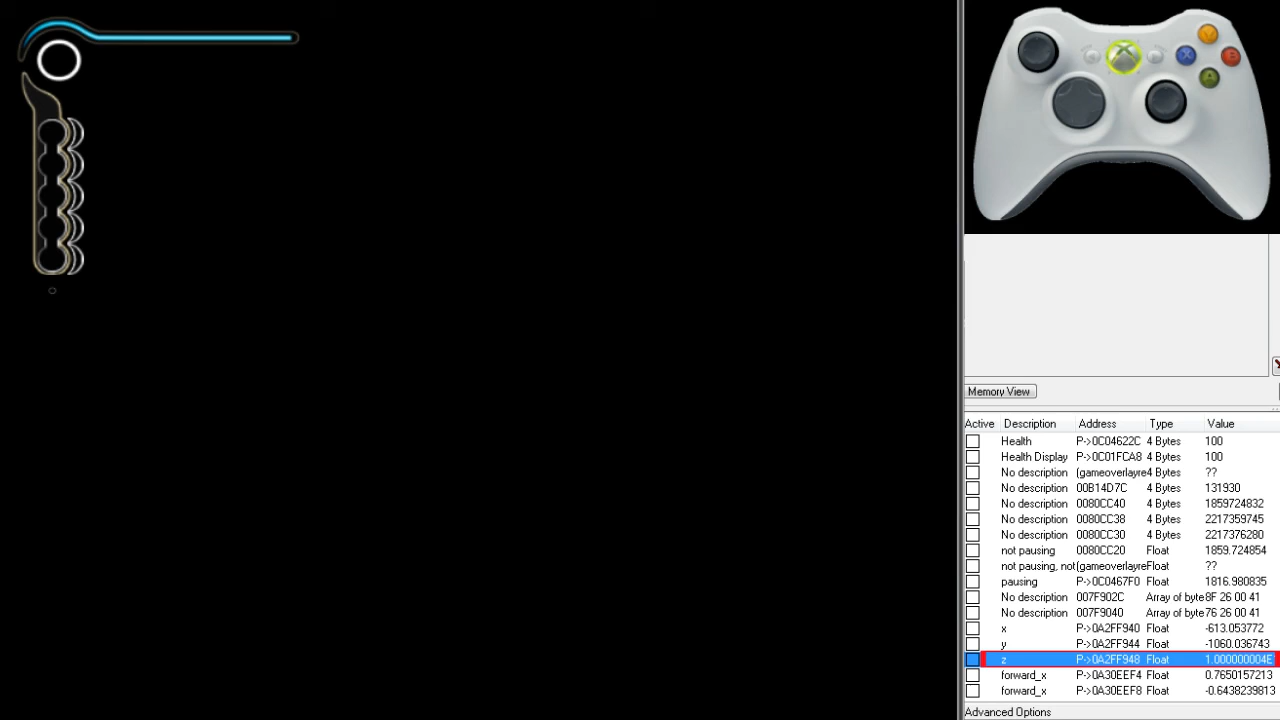 Memory View
Active Description Address Type Value
Health P->0C04622C 4 Bytes 100
Health Display P->0C01FCA8 4 Bytes 100
No description (gameoverlayre 4 Bytes ??
No description 00B14D7C 4 Bytes 131930
No description 0080CC40 4 Bytes 1859724832
No description 0080CC38 4 Bytes 2217359745
No description 0080CC30 4 Bytes 2217376280
not pausing 0080CC20 Float 1859.724854
not pausing, not (gameoverlayre Float ??
pausing P->0C0467F0 Float 1816.980835
No description 007F902C Array of byte 8F 26 00 41
No description 007F9040 Array of byte 76 26 00 41
x P->0A2FF940 Float -613.053772
y P->0A2FF944 Float -1060.036743
z P->0A2FF948 Float 1.000000004E
forward_x P->0A30EEF4 Float 0.7650157213
forward_x P->0A30EEF8 Float -0.6438239813
Advanced Options